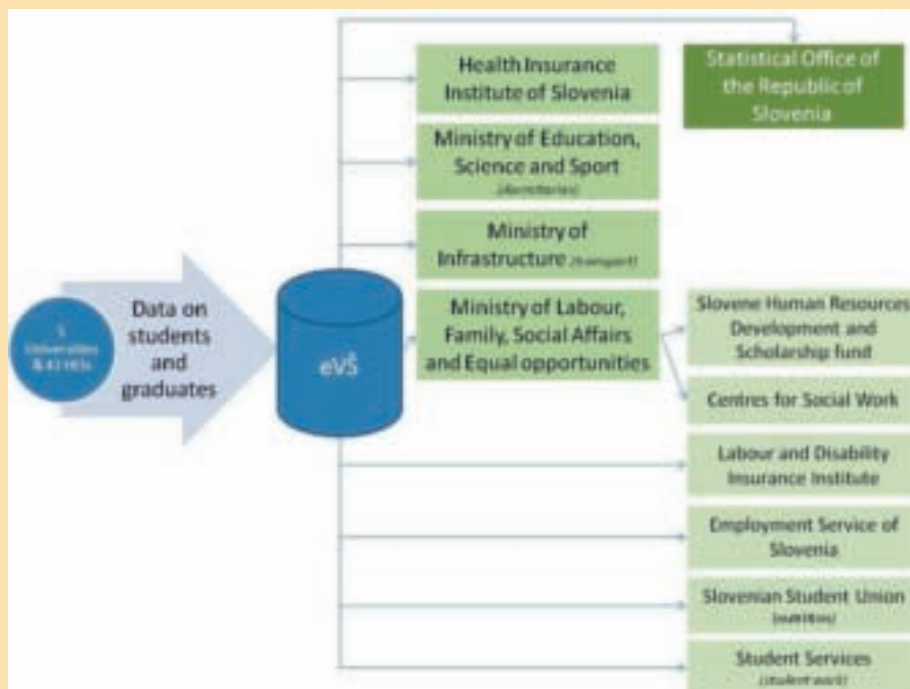 Health Insurance
Institute of Slovenia
Statistical Office of
the Republic of
Slovenia
Ministry of Education,
Science and Sport
(dormitories)
Ministry of
Infrastructure (transport)
Universities
Data on
students
and
graduates
eVŠ
Ministry of Labour,
Family, Social Affairs
and Equal opportunities
Slovene Human Resources
Development and
Scholarship fund
Centres for Social Work
Labour and Disability
Insurance Institute
Employment Service of
Slovenia
Slovenian Student Union
Student Services
(student work)